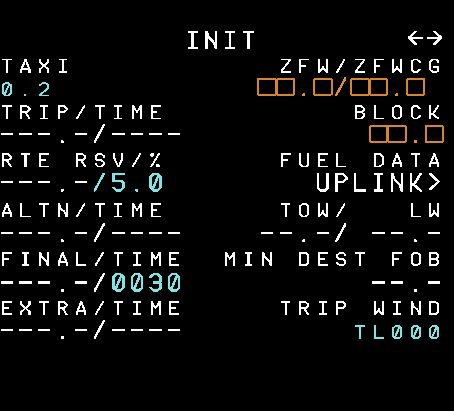 INIT ←→
TAXI ZFW/ZFWCG
0.2 □□.□/□□.□
TRIP/TIME BLOCK
---.-/---- □□.□
RTE RSV/% FUEL DATA
---.-/5.0 UPLINK>
ALTN/TIME TOW/ LW
---.-/---- --.-/ --.-
FINAL/TIME MIN DEST FOB
---.-/0030 --.-
EXTRA/TIME TRIP WIND
---.-/---- TL000